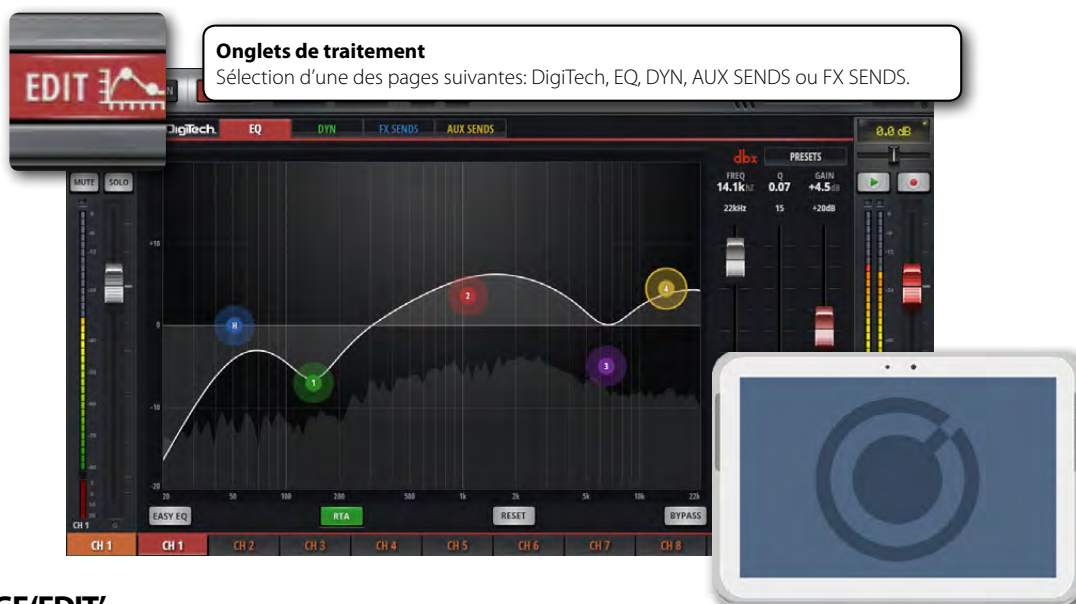 Onglets de traitement
Sélection d'une des pages suivantes: DigiTech, EQ, DYN, AUX SENDS ou FX SENDS.
EDIT
DigiTech. EQ DYN FX SENDS AUX SENDS
0.0 dB
dbx PRESETS
MUTE SOLO
FREQ Q GAIN
14.1khz 0.07 +4.5dB
22kHz 15 +20dB
+10
H 2 4
0
1 3
-10
-20
20 50 100 200 500 1k 2k 5k 10k 22k
EASY EQ RTA RESET BYPASS
CH 1
CH 1 CH 1 CH 2 CH 3 CH 4 CH 5 CH 6 CH 7 CH 8
GE/EDIT'